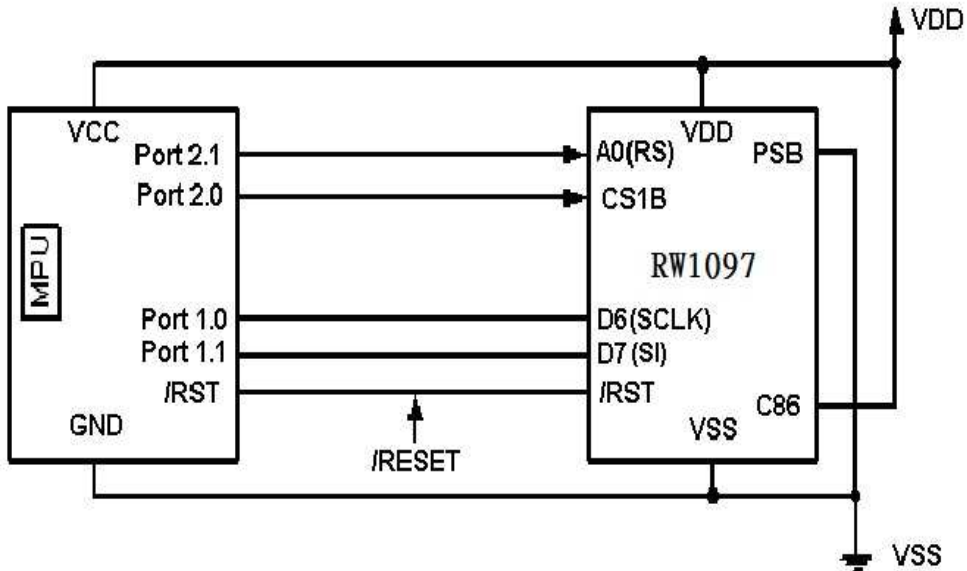 VDD
VCC
Port 2.1
Port 2.0
MPU
Port 1.0
Port 1.1
/RST
GND
/RESET
VDD
A0(RS)
PSB
CS1B
RW1097
D6(SCLK)
D7(SI)
/RST
C86
VSS
VSS